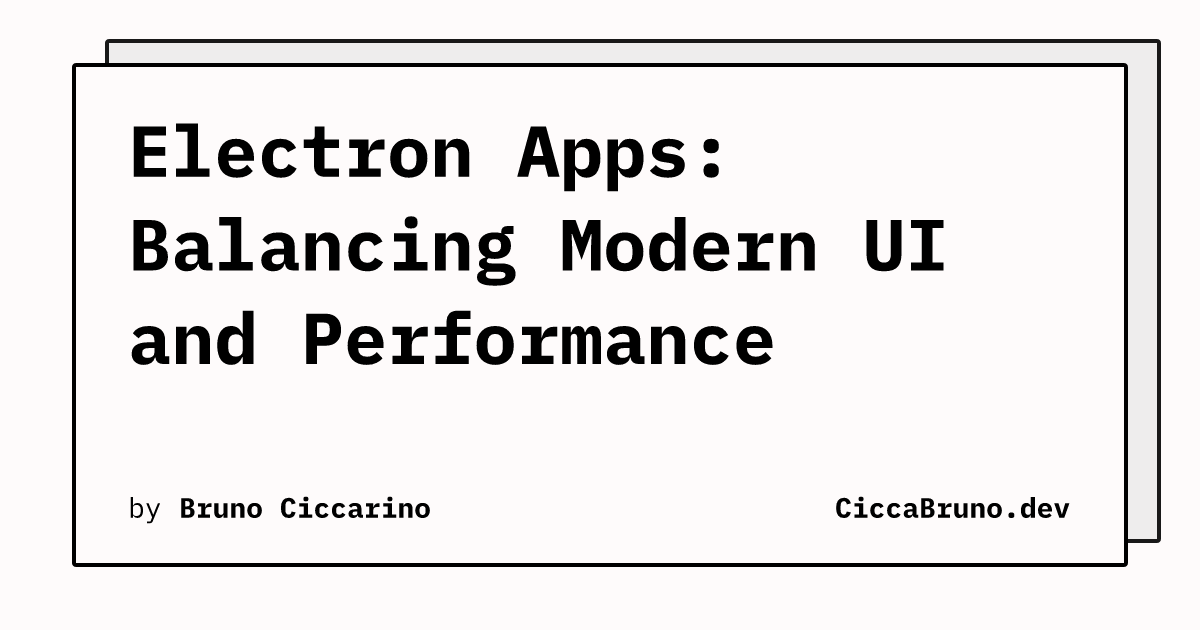 Electron Apps:
Balancing Modern UI
and Performance
by Bruno Ciccarino
CiccaBruno.dev